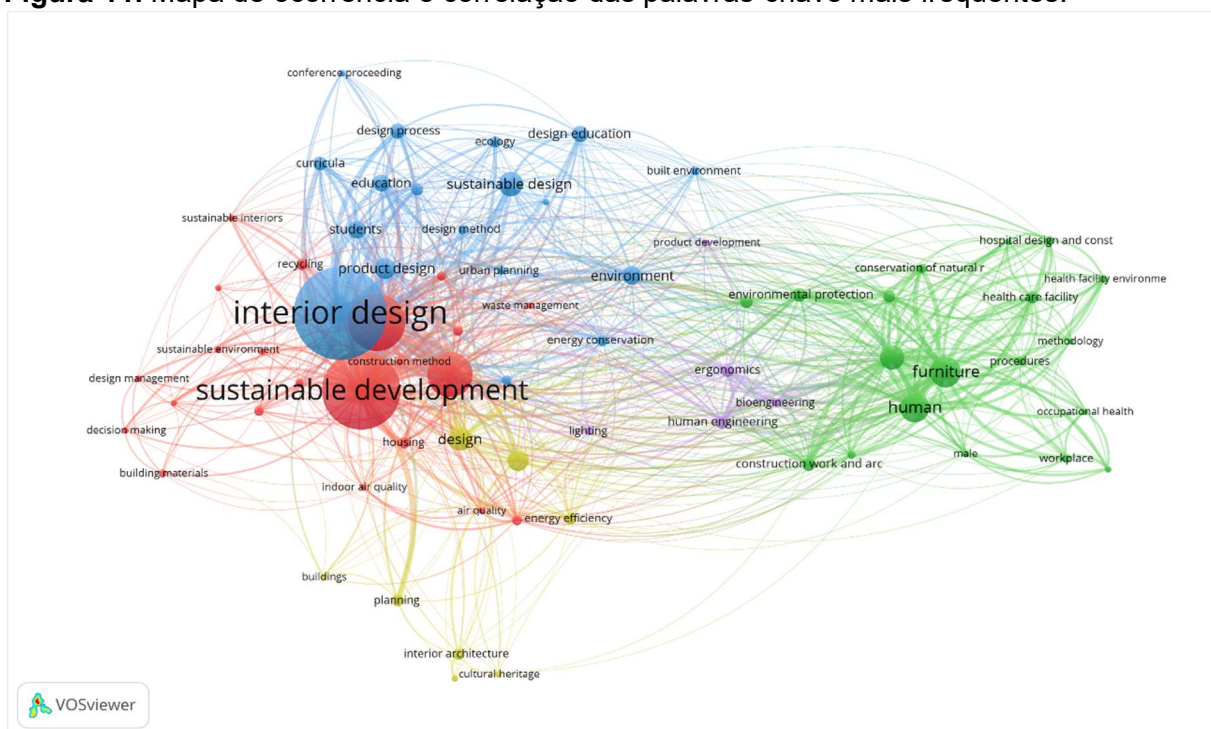 Figura Mapa de ocorrência e correlação das palavras-chave mais frequentes.
conference proceeding
design process
design education
ecology
curricula
built environment
education
sustainable design
sustainable interiors
students
design method
product development
hospital design and const
recycling
product design
urban planning
environment
conservation of natural r
health facility environme
environmental protection
health care facility
interior design
waste management
energy conservation
methodology
sustainable environment
construction method
procedures
ergonomics
furniture
design management
sustainable development
bioengineering
human
occupational health
human engineering
decision making
lighting
housing
design
male
workplace
construction work and arc
building materials
indoor air quality
air quality
energy efficiency
buildings
planning
interior architecture
cultural heritage
VOSviewer